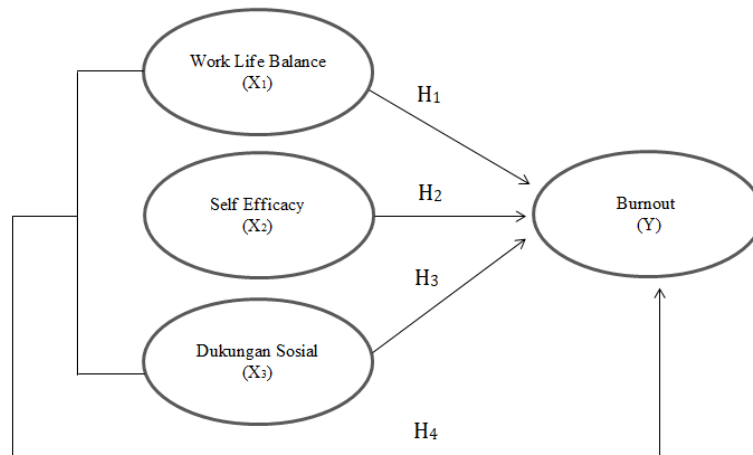 Work Life Balance
(X₁)
H₁
Self Efficacy
(X₂)
H₂
Burnout
(Y)
H₃
Dukungan Sosial
(X₃)
H₄